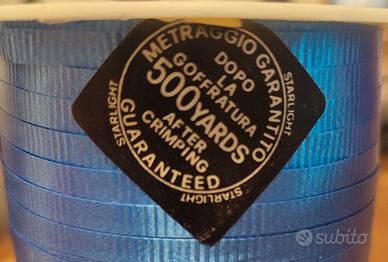 METRAGGIO GARANTITO
DOPO
LA
GOFFRATURA
500 YARDS
AFTER
CRIMPING
GUARANTEED
STARLIGHT
STARLIGHT
STARLIGHT
subito